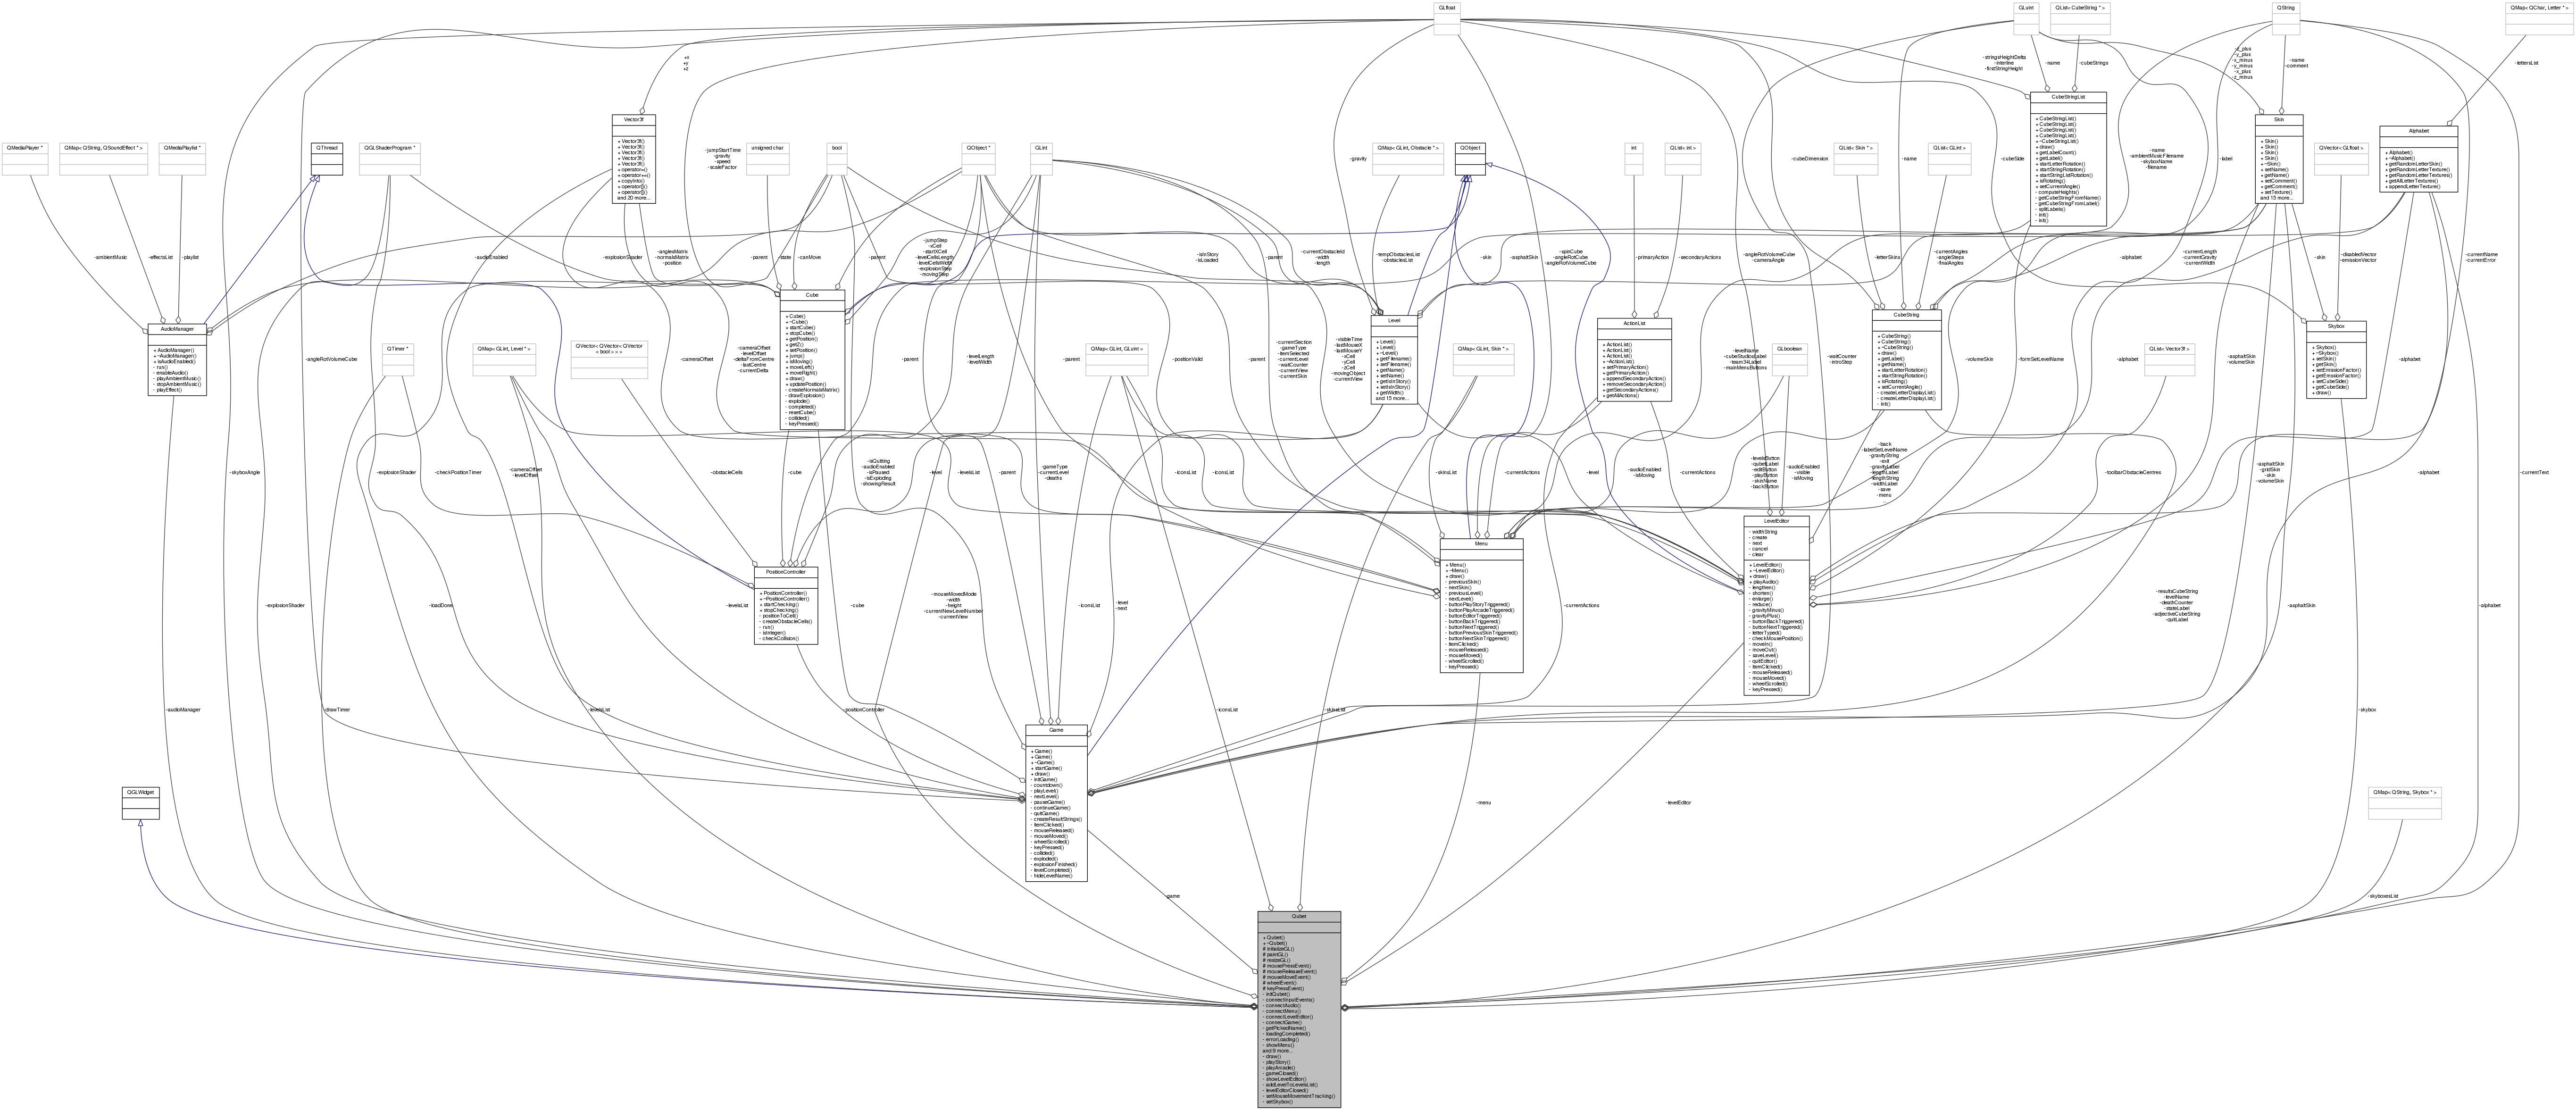 GLfloat
GLuint
QList< CubeString * >
QString
QMap< QChar, Letter * >
+x
+y
+z
-stringsHeightDelta
-interline
-firstStringHeight
-name
-cubeStrings
-z_plus
-y_plus
-x_minus
-y_minus
-x_plus
-z_minus
-name
-comment
-lettersList
CubeStringList
+ CubeStringList()
+ CubeStringList()
+ CubeStringList()
+ CubeStringList()
+ ~CubeStringList()
+ draw()
+ getLabelCount()
+ getLabel()
+ startLetterRotation()
+ startStringRotation()
+ startStringListRotation()
+ isRotating()
+ setCurrentAngle()
- computeHeights()
- getCubeStringFromName()
- getCubeStringFromLabel()
- splitLabels()
- init()
- init()
Vector3f
+ Vector3f()
+ Vector3f()
+ Vector3f()
+ Vector3f()
+ Vector3f()
+ operator+()
+ operator+=()
+ copyInto()
+ operator[]()
+ operator[]()
and 20 more...
Skin
+ Skin()
+ Skin()
+ Skin()
+ Skin()
+ ~Skin()
+ setName()
+ getName()
+ setComment()
+ getComment()
+ setTexture()
and 15 more...
Alphabet
+ Alphabet()
+ ~Alphabet()
+ getRandomLetterSkin()
+ getRandomLetterTexture()
+ getRandomLetterTextures()
+ getAllLetterTextures()
+ appendLetterTexture()
QMediaPlayer *
QMap< QString, QSoundEffect * >
QMediaPlaylist *
QThread
QGLShaderProgram *
-jumpStartTime
-gravity
-speed
-scaleFactor
unsigned char
bool
QObject *
GLint
-gravity
QMap< GLint, Obstacle * >
QObject
int
QList< int >
-cubeDimension
QList< Skin * >
-name
QList< GLint >
-cubeSide
-name
-ambientMusicFilename
-skyboxName
-filename
-label
QVector< GLfloat >
-ambientMusic
-effectsList
-playlist
-audioEnabled
-explosionShader
-anglesMatrix
-normalsMatrix
-position
-parent
-state
-canMove
-parent
-jumpStep
-xCell
-startXCell
-levelCellsLength
-levelCellsWidth
-explosionStep
-movingStep
-isInStory
-isLoaded
-parent
-currentObstacleId
-width
-length
-tempObstaclesList
-obstaclesList
-skin
-asphaltSkin
-spinCube
-angleRotCube
-angleRotVolumeCube
-primaryAction
-secondaryActions
-angleRotVolumeCube
-cameraAngle
-letterSkins
-currentAngles
-angleSteps
-finalAngles
-alphabet
-currentLength
-currentGravity
-currentWidth
-skin
-disabledVector
-emissionVector
-currentName
-currentError
AudioManager
+ AudioManager()
+ ~AudioManager()
+ isAudioEnabled()
- run()
- enableAudio()
- playAmbientMusic()
- stopAmbientMusic()
- playEffect()
Cube
+ Cube()
+ ~Cube()
+ startCube()
+ stopCube()
+ getPosition()
+ getZ()
+ setPosition()
+ jump()
+ isMoving()
+ moveLeft()
+ moveRight()
+ draw()
+ updatePosition()
- createNormalsMatrix()
- drawExplosion()
- explode()
- completed()
- resetCube()
- collided()
- keyPressed()
Level
+ Level()
+ Level()
+ ~Level()
+ getFilename()
+ setFilename()
+ getName()
+ setName()
+ getIsInStory()
+ setIsInStory()
+ getWidth()
and 15 more...
ActionList
+ ActionList()
+ ActionList()
+ ActionList()
+ ~ActionList()
+ setPrimaryAction()
+ getPrimaryAction()
+ appendSecondaryAction()
+ removeSecondaryAction()
+ getSecondaryActions()
+ getAllActions()
CubeString
+ CubeString()
+ CubeString()
+ ~CubeString()
+ draw()
+ getLabel()
+ getName()
+ startLetterRotation()
+ startStringRotation()
+ isRotating()
+ setCurrentAngle()
- createLetterDisplayList()
- createLetterDisplayList()
- init()
Skybox
+ Skybox()
+ ~Skybox()
+ setSkin()
+ getSkin()
+ setEmissionFactor()
+ getEmissionFactor()
+ setCubeSide()
+ getCubeSide()
+ draw()
-angleRotVolumeCube
QTimer *
QMap< GLint, Level * >
QVector< QVector< QVector
< bool > > >
-cameraOffset
-cameraOffset
-levelOffset
-deltaFromCentre
-lastCentre
-currentDelta
-parent
-levelLength
-levelWidth
-parent
QMap< GLint, GLuint >
-positionValid
-currentSection
-gameType
-itemSelected
-currentLevel
-waitCounter
-currentView
-currentSkin
-visibleTime
-lastMouseX
-lastMouseY
-xCell
-yCell
-zCell
-movingObject
-currentView
QMap< GLint, Skin * >
-levelName
-cubeStudiosLabel
-team34Label
-mainMenuButtons
GLboolean
-waitCounter
-introStep
-volumeSkin
-formSetLevelName
-alphabet
QList< Vector3f >
-asphaltSkin
-volumeSkin
-alphabet
-skyboxAngle
-explosionShader
-checkPositionTimer
-cameraOffset
-levelOffset
-obstacleCells
-cube
-isQuitting
-audioEnabled
-isPaused
-isExploding
-showingResult
-level
-levelsList
-parent
-gameType
-currentLevel
-deaths
-iconsList
-iconsList
-skinsList
-currentActions
-level
-audioEnabled
-isMoving
-currentActions
-levelsButton
-qubetLabel
-editButton
-playButton
-skinName
-backButton
-audioEnabled
-visible
-isMoving
-back
-labelSetLevelName
-gravityString
-exit
-gravityLabel
-lengthLabel
-lengthString
-widthLabel
-save
-menu
...
-toolbarObstacleCentres
-asphaltSkin
-gridSkin
-skin
-volumeSkin
-alphabet
-currentText
LevelEditor
- widthString
- create
- next
- cancel
- clear
+ LevelEditor()
+ ~LevelEditor()
+ draw()
+ playAudio()
- lengthen()
- shorten()
- enlarge()
- reduce()
- gravityMinus()
- gravityPlus()
- buttonBackTriggered()
- buttonNextTriggered()
- letterTyped()
- checkMousePosition()
- moveIn()
- moveOut()
- saveLevel()
- quitEditor()
- itemClicked()
- mouseReleased()
- mouseMoved()
- wheelScrolled()
- keyPressed()
Menu
+ Menu()
+ ~Menu()
+ draw()
- previousSkin()
- nextSkin()
- previousLevel()
- nextLevel()
- buttonPlayStoryTriggered()
- buttonPlayArcadeTriggered()
- buttonEditorTriggered()
- buttonBackTriggered()
- buttonNextTriggered()
- buttonPreviousSkinTriggered()
- buttonNextSkinTriggered()
- itemClicked()
- mouseReleased()
- mouseMoved()
- wheelScrolled()
- keyPressed()
PositionController
+ PositionController()
+ ~PositionController()
+ startChecking()
+ stopChecking()
- positionToCell()
- createObstacleCells()
- run()
- isInteger()
- checkCollision()
-explosionShader
-loadDone
-levelsList
-cube
-mouseMovedMode
-width
-height
-currentNewLevelNumber
-currentView
-iconsList
-level
-next
-currentActions
-resultsCubeString
-levelName
-deathCounter
-stateLabel
-adjectiveCubeString
-quitLabel
-asphaltSkin
-alphabet
-audioManager
-drawTimer
-levelsList
-positionController
-iconsList
-skinsList
-skybox
Game
+ Game()
+ Game()
+ ~Game()
+ startGame()
+ draw()
- initGame()
- countdown()
- playLevel()
- nextLevel()
- pauseGame()
- continueGame()
- quitGame()
- createResultStrings()
- itemClicked()
- mouseReleased()
- mouseMoved()
- wheelScrolled()
- keyPressed()
- collided()
- exploded()
- explosionFinished()
- levelCompleted()
- hideLevelName()
QGLWidget
QMap< QString, Skybox * >
-menu
-levelEditor
-game
-skyboxesList
Qubet
+ Qubet()
+ ~Qubet()
# initializeGL()
# paintGL()
# resizeGL()
# mousePressEvent()
# mouseReleaseEvent()
# mouseMoveEvent()
# wheelEvent()
# keyPressEvent()
- initQubet()
- connectInputEvents()
- connectAudio()
- connectMenu()
- connectLevelEditor()
- connectGame()
- getPickedName()
- loadingCompleted()
- errorLoading()
- showMenu()
and 9 more...
- draw()
- playStory()
- playArcade()
- gameClosed()
- showLevelEditor()
- addLevelToLevelsList()
- levelEditorClosed()
- setMouseMovementTracking()
- setSkybox()